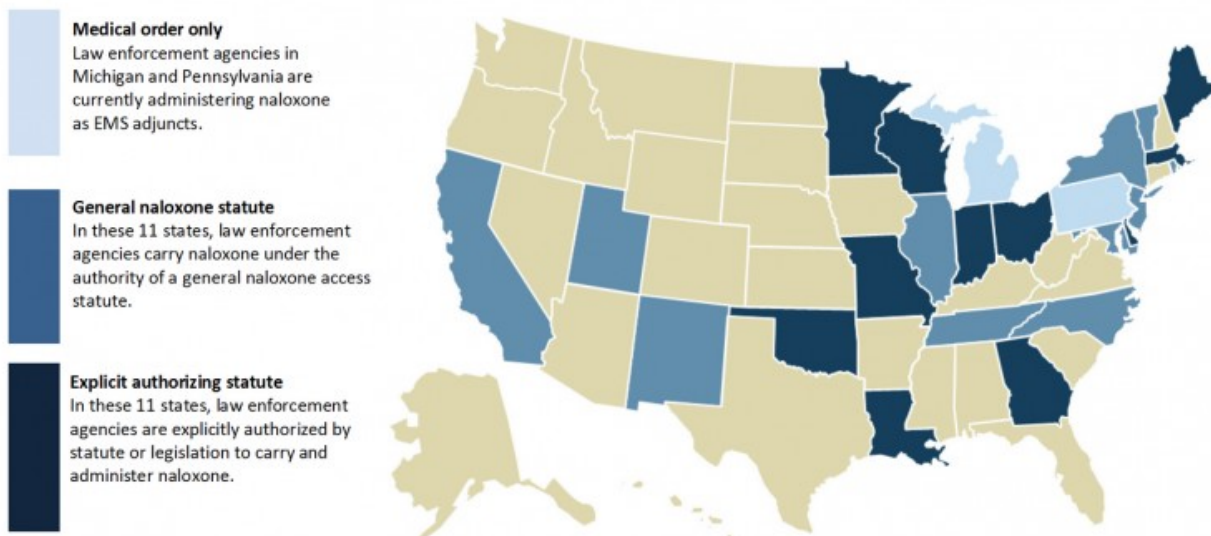 Medical order only
Law enforcement agencies in
Michigan and Pennsylvania are
currently administering naloxone
as EMS adjuncts.
General naloxone statute
In these 11 states, law enforcement
agencies carry naloxone under the
authority of a general naloxone access
statute.
Explicit authorizing statute
In these 11 states, law enforcement
agencies are explicitly authorized by
statute or legislation to carry and
administer naloxone.